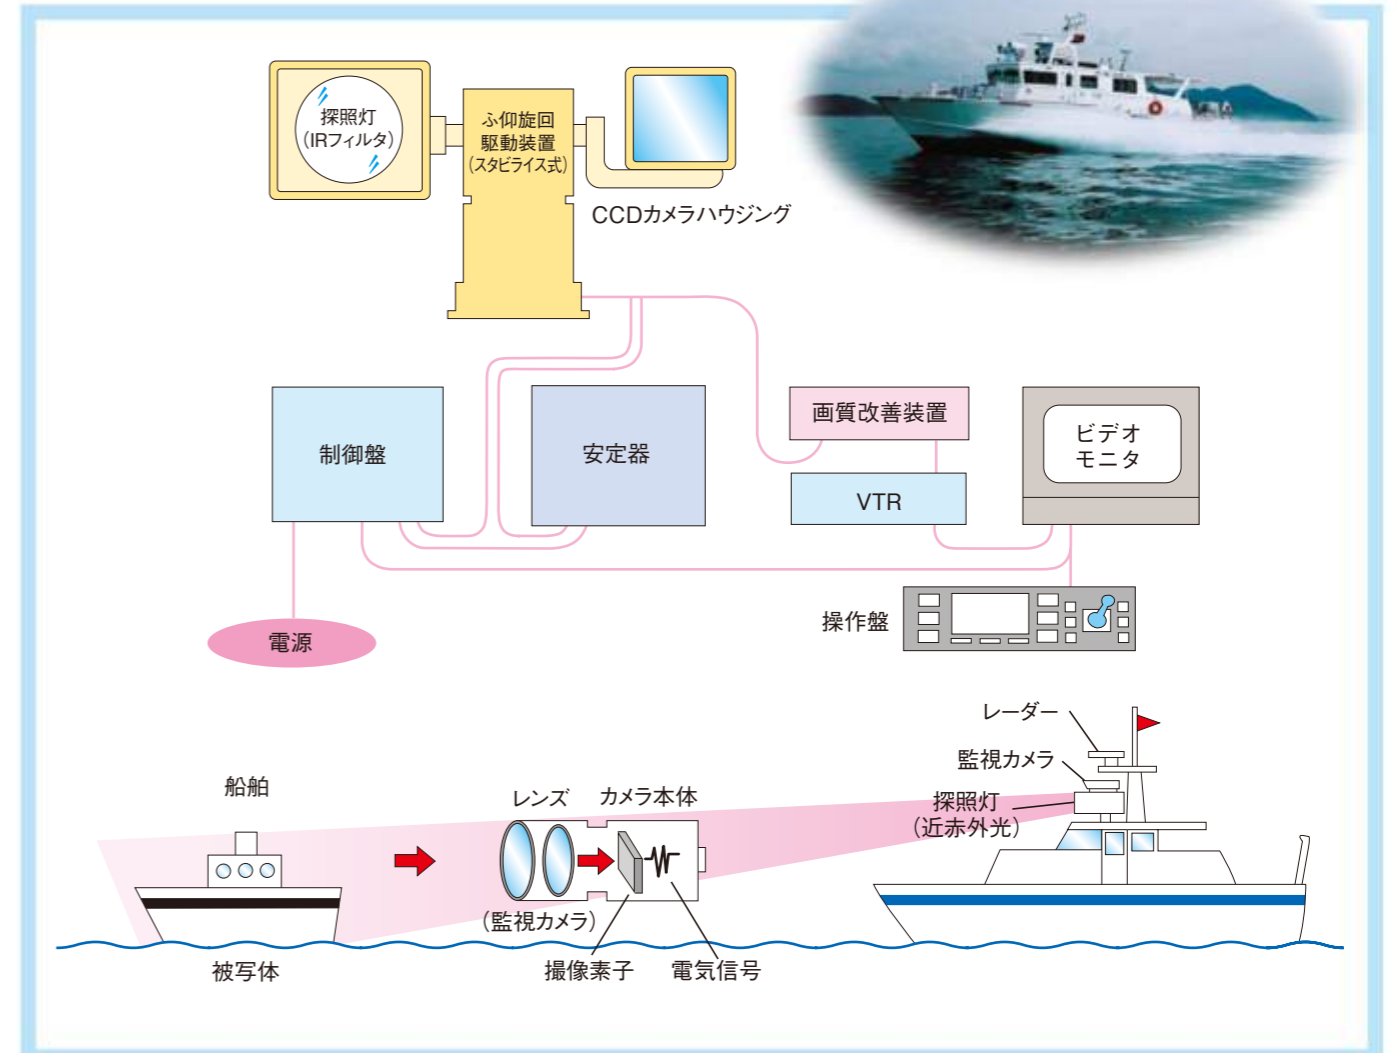 探照灯
(IRフィルタ)
ふ仰旋回
駆動装置
(スタビライス式)
CCDカメラハウジング
制御盤
安定器
画質改善装置
VTR
ビデオ
モニタ
電源
操作盤
レーダー
監視カメラ
探照灯
(近赤外光)
船舶
レンズ
カメラ本体
(監視カメラ)
被写体
撮像素子
電気信号